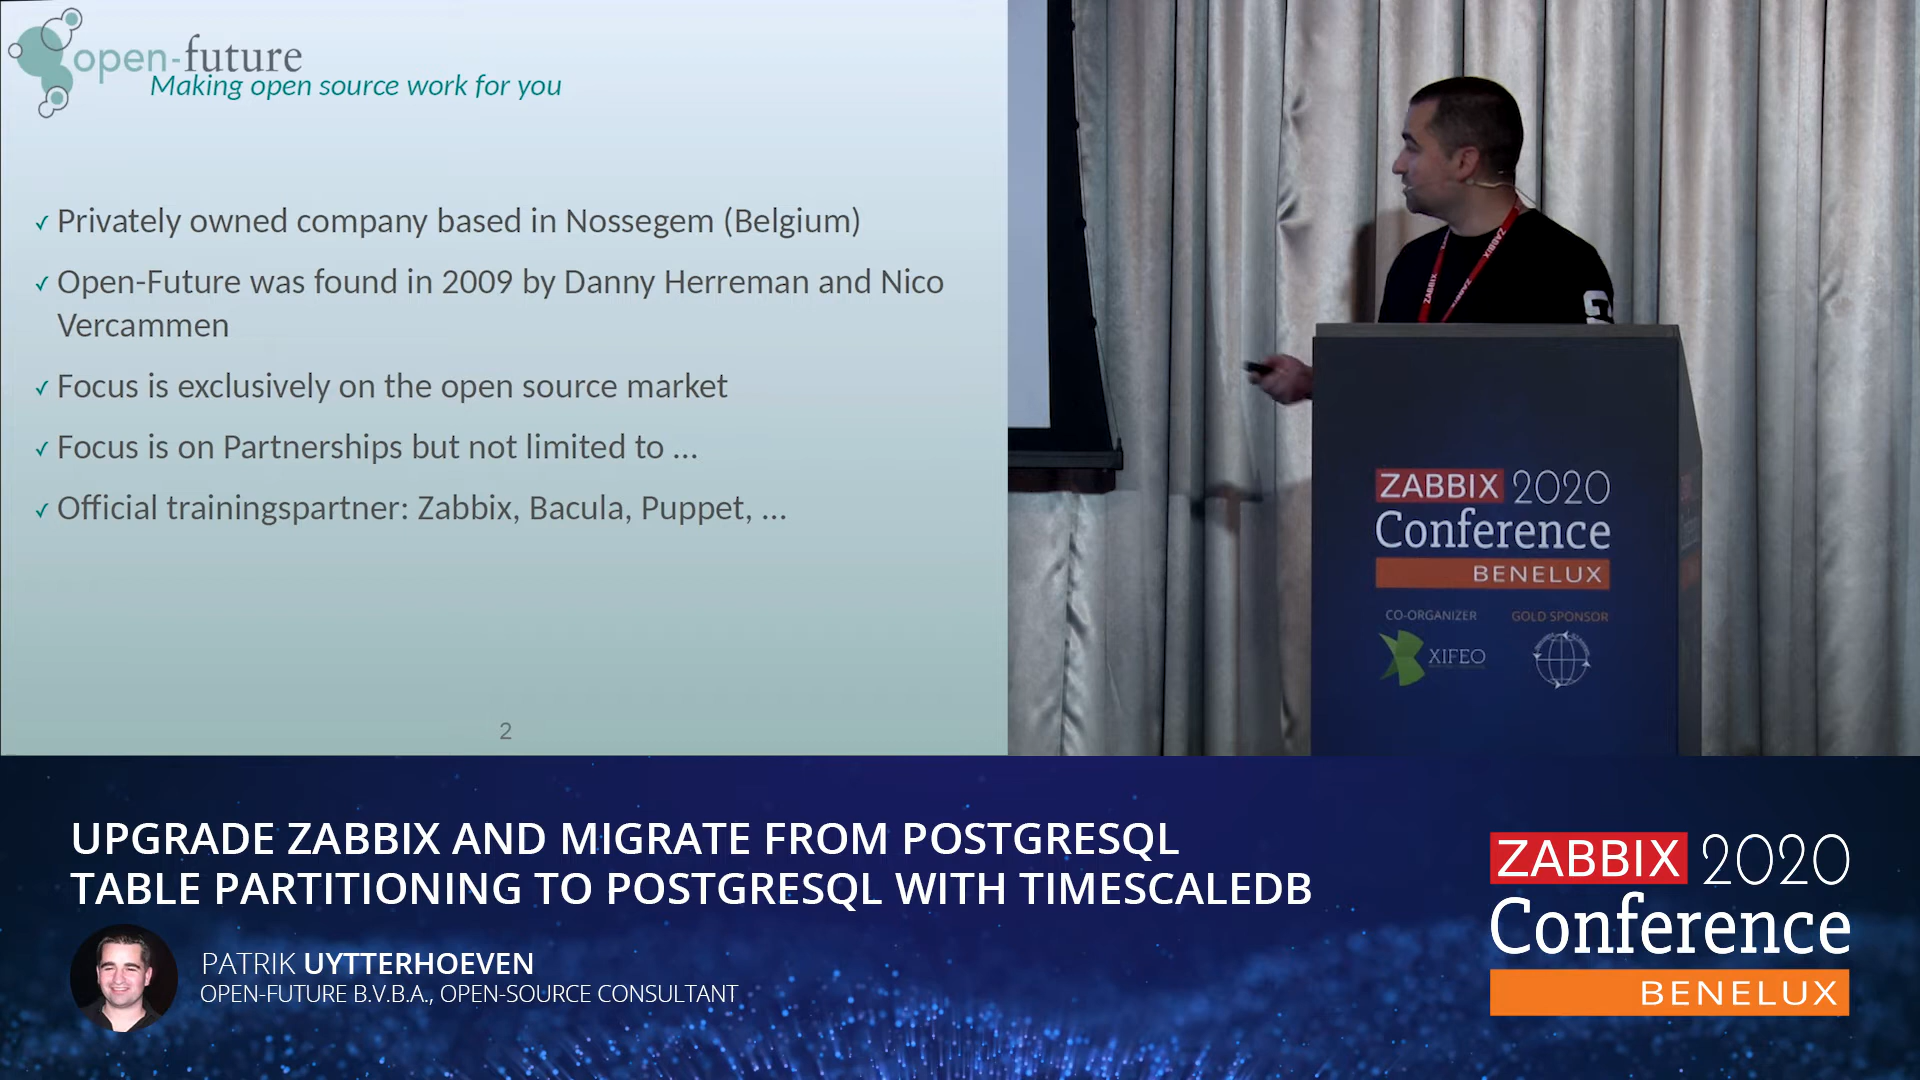 open-future
Making open source work for you
✓ Privately owned company based in Nossegem (Belgium)
✓ Open-Future was found in 2009 by Danny Herreman and Nico
Vercammen
✓ Focus is exclusively on the open source market
✓ Focus is on Partnerships but not limited to ...
✓ Official trainingspartner: Zabbix, Bacula, Puppet, ...
2
ZABBIX
ZABBIX
ZABBIX 2020
Conference
BENELUX
CO-ORGANIZER GOLD SPONSOR
XIFEO
UPGRADE ZABBIX AND MIGRATE FROM POSTGRESQL
TABLE PARTITIONING TO POSTGRESQL WITH TIMESCALEDB
PATRIK UYTTERHOEVEN
OPEN-FUTURE B.V.B.A., OPEN-SOURCE CONSULTANT
ZABBIX 2020
Conference
BENELUX